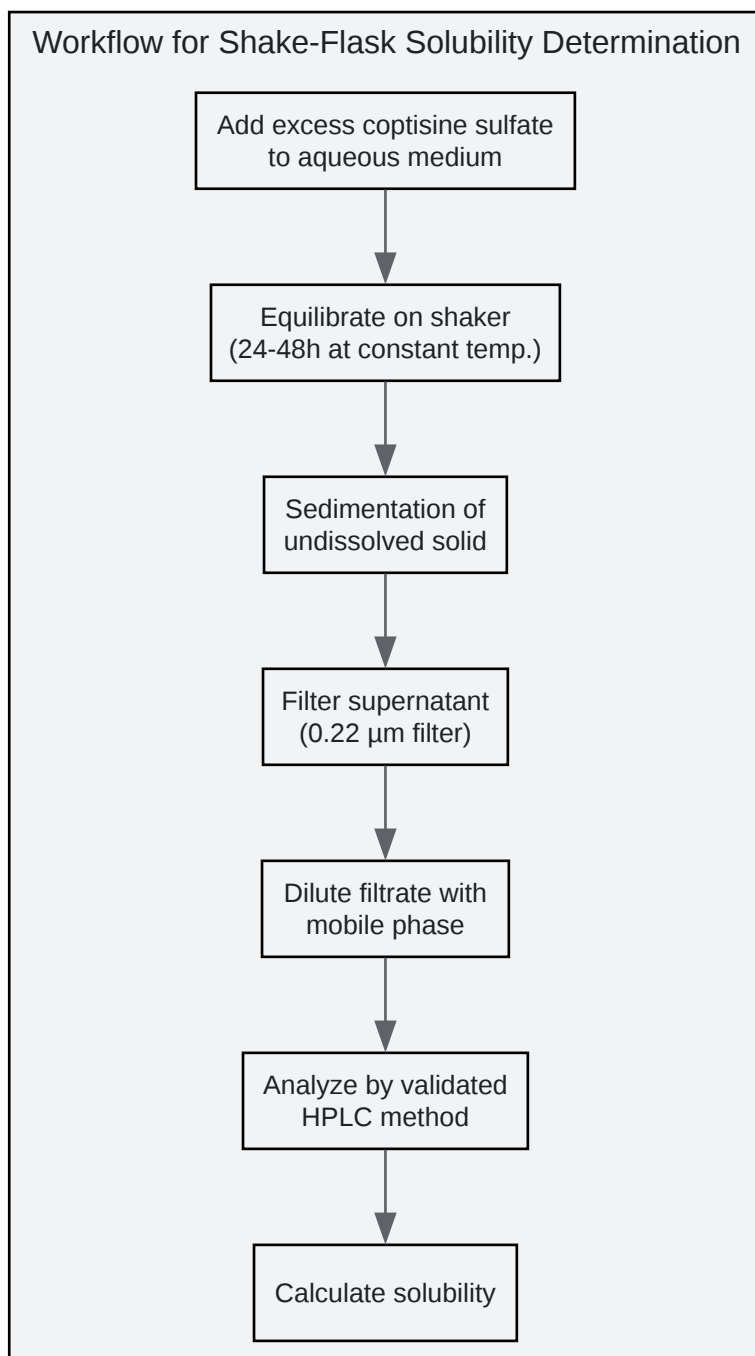 Workflow for Shake-Flask Solubility Determination
Add excess coptisine sulfate
to aqueous medium
Equilibrate on shaker
(24-48h at constant temp.)
Sedimentation of
undissolved solid
Filter supernatant
(0.22 µm filter)
Dilute filtrate with
mobile phase
Analyze by validated
HPLC method
Calculate solubility